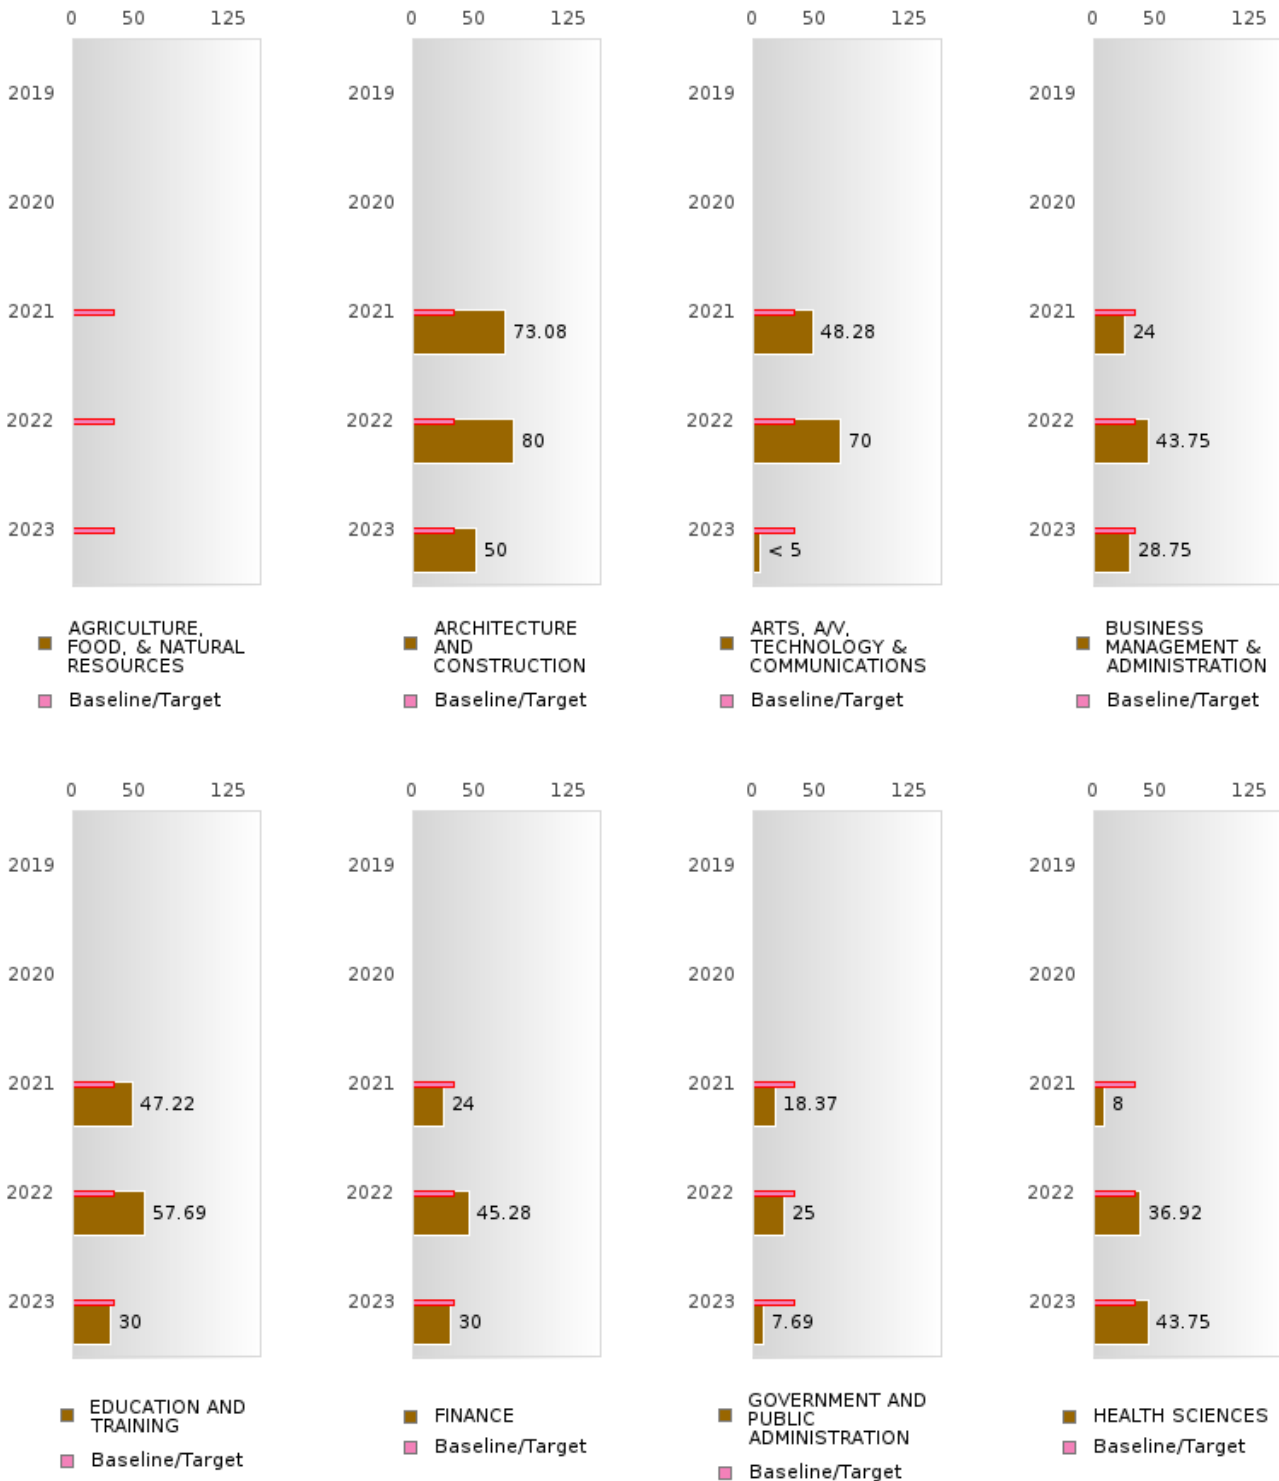 0 50 125
2019
2020
2021
2022
2023
AGRICULTURE,
FOOD, & NATURAL
RESOURCES
Baseline/Target
0 50 125
2019
2020
2021 73.08
2022 80
2023 50
ARCHITECTURE
AND
CONSTRUCTION
Baseline/Target
0 50 125
2019
2020
2021 48.28
2022 70
2023 < 5
ARTS, A/V,
TECHNOLOGY &
COMMUNICATIONS
Baseline/Target
0 50 125
2019
2020
2021 24
2022 43.75
2023 28.75
BUSINESS
MANAGEMENT &
ADMINISTRATION
Baseline/Target
0 50 125
2019
2020
2021 47.22
2022 57.69
2023 30
EDUCATION AND
TRAINING
Baseline/Target
0 50 125
2019
2020
2021 24
2022 45.28
2023 30
FINANCE
Baseline/Target
0 50 125
2019
2020
2021 18.37
2022 25
2023 7.69
GOVERNMENT AND
PUBLIC
ADMINISTRATION
Baseline/Target
0 50 125
2019
2020
2021 8
2022 36.92
2023 43.75
HEALTH SCIENCES
Baseline/Target